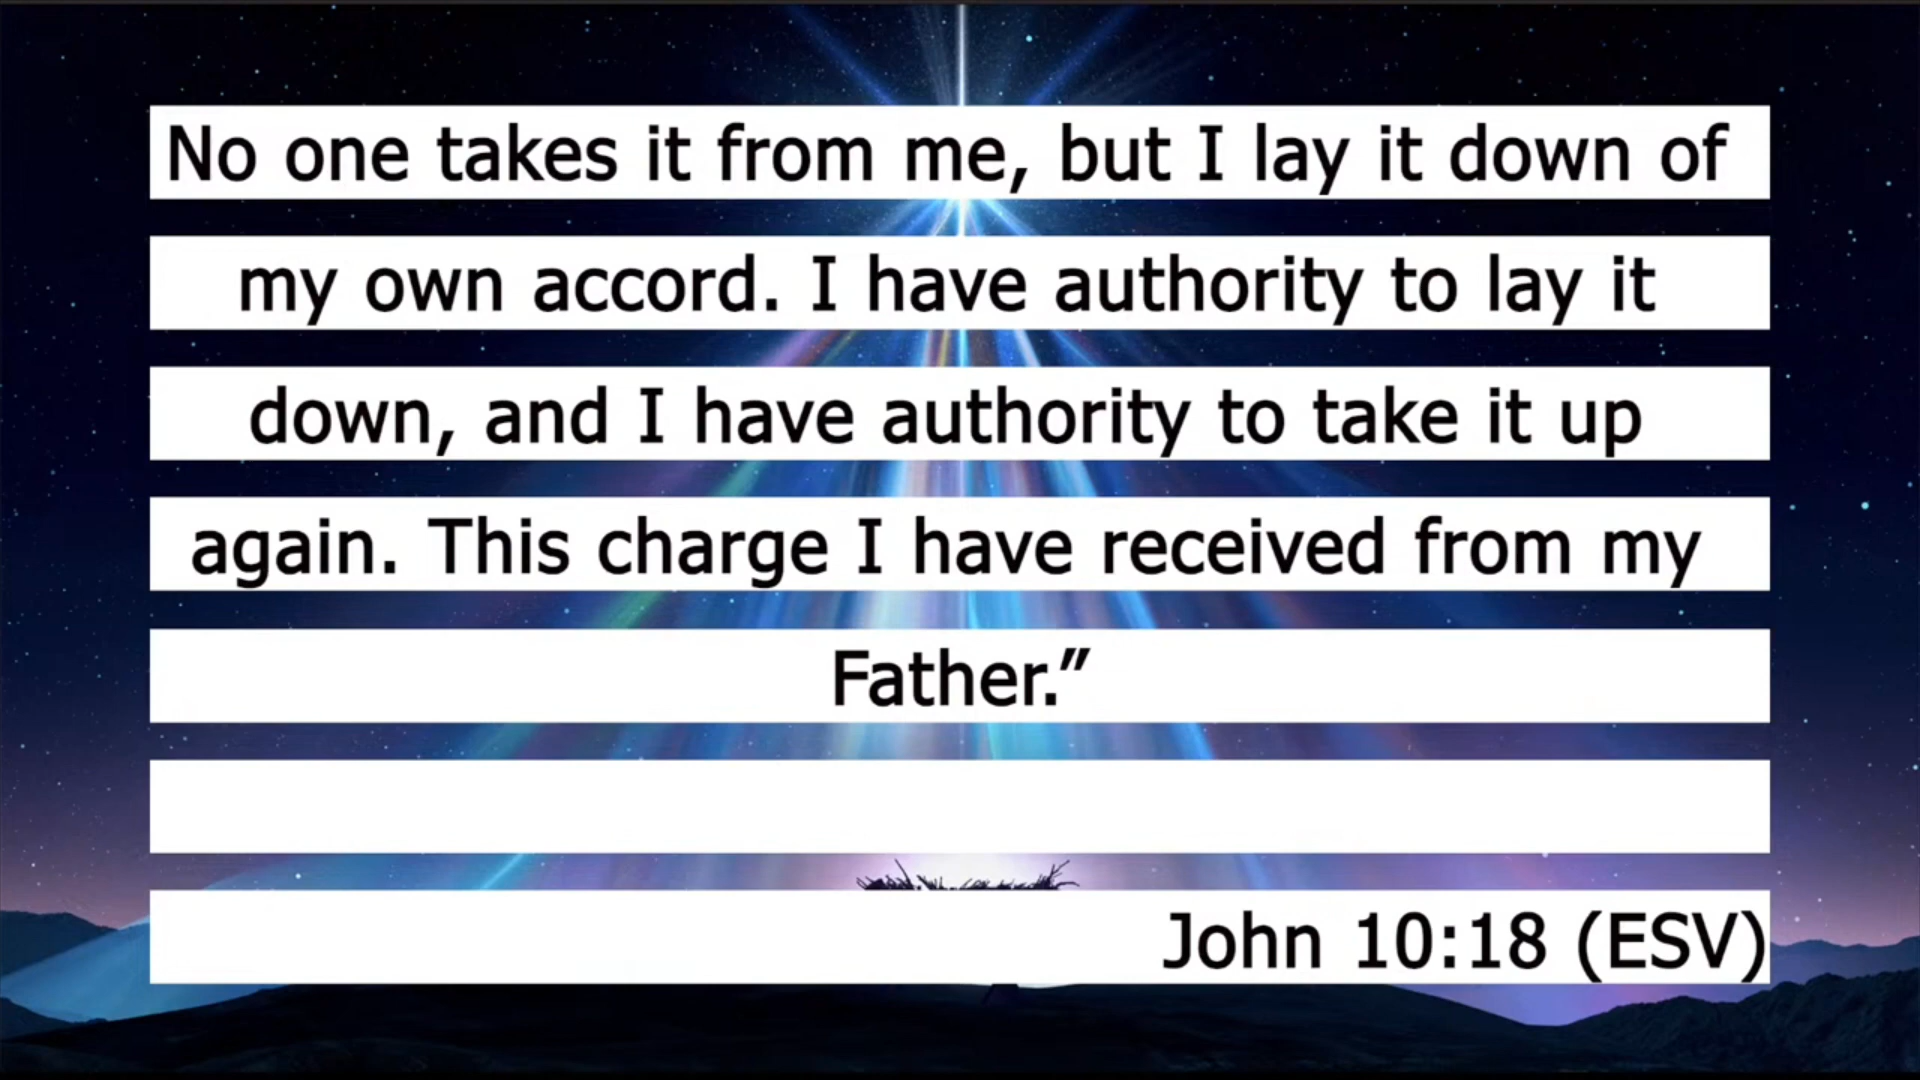 No one takes it from me, but I lay it down of
my own accord. I have authority to lay it
down, and I have authority to take it up
again. This charge I have received from my
Father.”
John 10:18 (ESV)